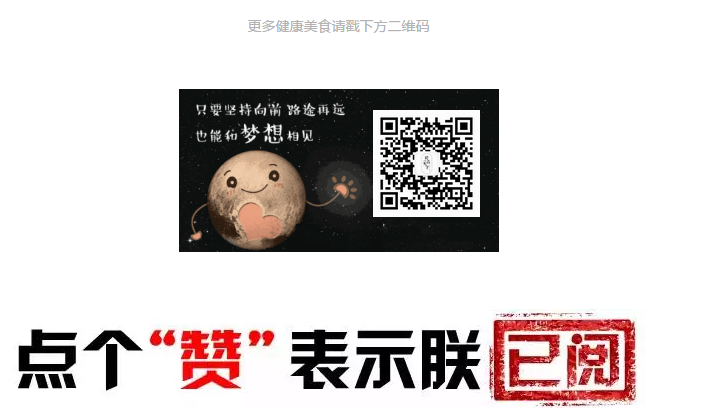 更多健康美食请戳下方二维码
只要坚持向前 路途再远
也能和梦想相见
点个“赞”表示朕已阅